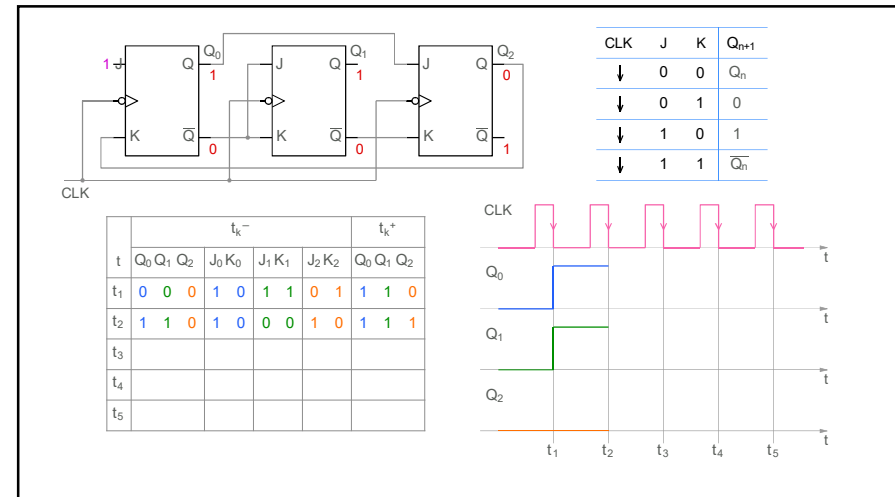 Q₀ Q₁ Q₂
1 J Q J Q J Q
1 1 0
K Q̅ K Q̅ K Q̅
0 0 1
CLK
CLK J K Qₙ₊₁
↓ 0 0 Qₙ
↓ 0 1 0
↓ 1 0 1
↓ 1 1 Q̅ₙ
tₖ⁻ tₖ⁺
t Q₀ Q₁ Q₂ J₀ K₀ J₁ K₁ J₂ K₂ Q₀ Q₁ Q₂
t₁ 0 0 0 1 0 1 1 0 1 1 1 0
t₂ 1 1 0 1 0 0 0 1 0 1 1 1
t₃
t₄
t₅
CLK
t
Q₀
t
Q₁
t
Q₂
t
t₁ t₂ t₃ t₄ t₅